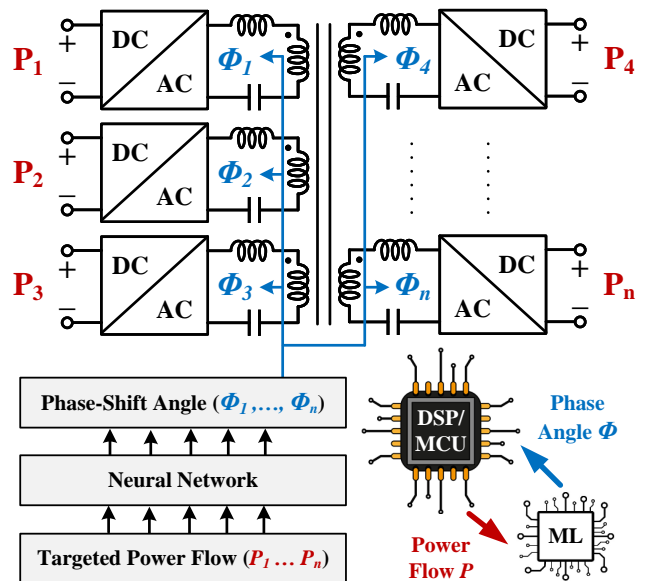 P1
+
−
DC
AC
Φ1
Φ4
DC
AC
+
−
P4
P2
+
−
DC
AC
Φ2
P3
+
−
DC
AC
Φ3
Φn
DC
AC
+
−
Pn
Phase-Shift Angle (Φ1 ,…, Φn)
Neural Network
Targeted Power Flow (P1 … Pn)
DSP/
MCU
Phase
Angle Φ
Power
Flow P
ML